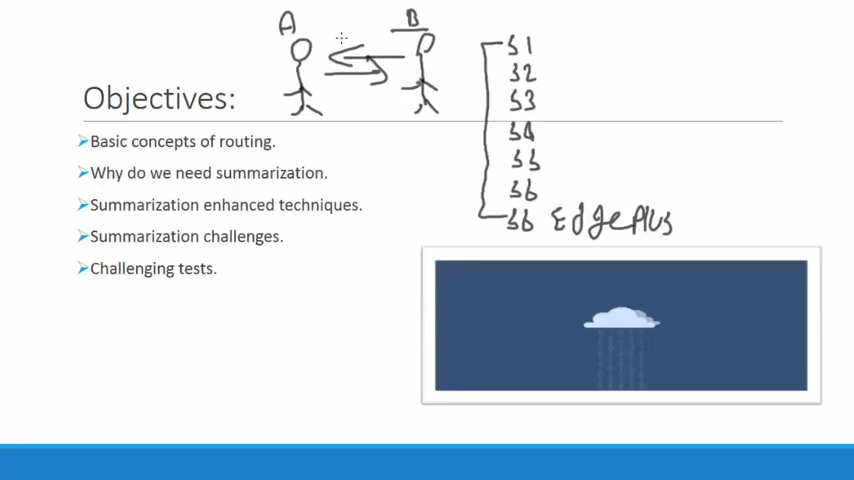 A
B
Objectives:
Basic concepts of routing.
Why do we need summarization.
Summarization enhanced techniques.
Summarization challenges.
Challenging tests.
S1
S2
S3
S4
S5
S6
S6 EdgePlus